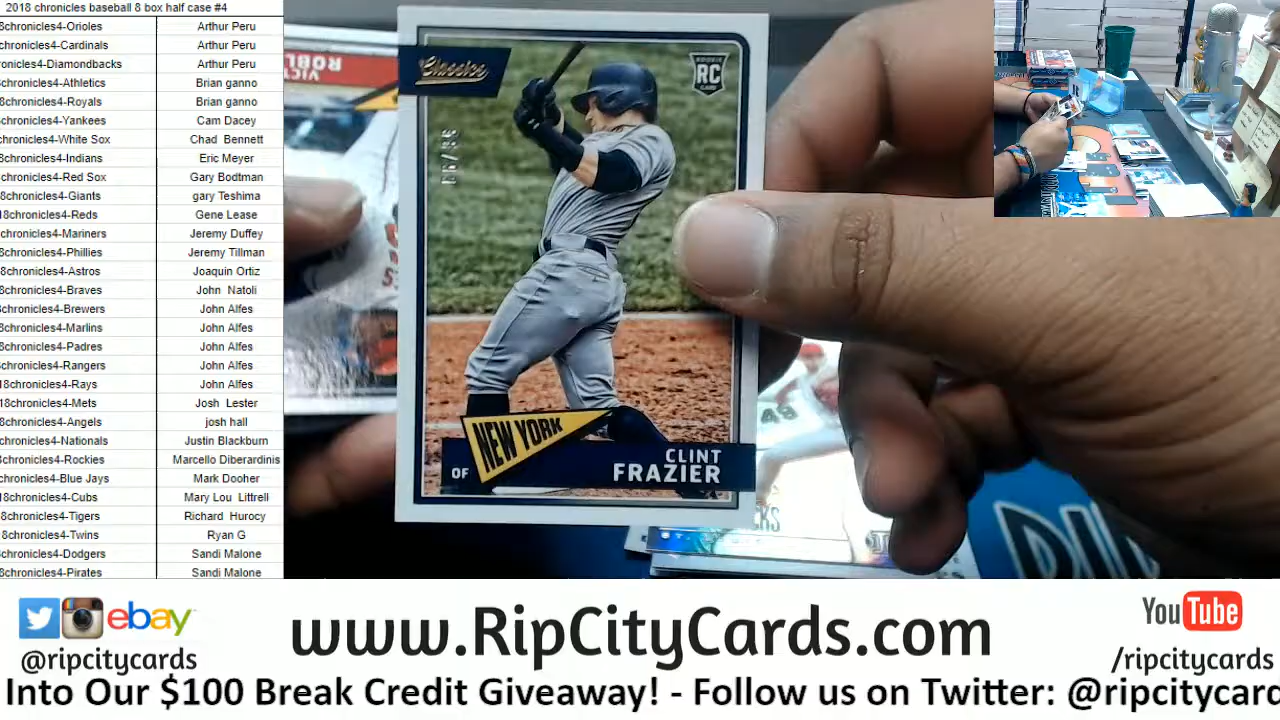 2018 chronicles baseball 8 box half case #4
8chronicles4-Orioles Arthur Peru
chronicles4-Cardinals Arthur Peru
ronicles4-Diamondbacks Arthur Peru
chronicles4-Athletics Brian ganno
8chronicles4-Royals Brian ganno
chronicles4-Yankees Cam Dacey
hronicles4-White Sox Chad Bennett
8chronicles4-Indians Eric Meyer
chronicles4-Red Sox Gary Bodtman
8chronicles4-Giants gary Teshima
18chronicles4-Reds Gene Lease
chronicles4-Mariners Jeremy Duffey
chronicles4-Phillies Jeremy Tillman
8chronicles4-Astros Joaquin Ortiz
8chronicles4-Braves John Natoli
chronicles4-Brewers John Alfes
8chronicles4-Marlins John Alfes
8chronicles4-Padres John Alfes
chronicles4-Rangers John Alfes
18chronicles4-Rays John Alfes
18chronicles4-Mets Josh Lester
8chronicles4-Angels josh hall
chronicles4-Nationals Justin Blackburn
chronicles4-Rockies Marcello Diberardinis
chronicles4-Blue Jays Mark Dooher
18chronicles4-Cubs Mary Lou Littrell
8chronicles4-Tigers Richard Hurocy
8chronicles4-Twins Ryan G
chronicles4-Dodgers Sandi Malone
8chronicles4-Pirates Sandi Malone
Classics
ROOKIE
RC
CARD
NEW YORK
OF
CLINT
FRAZIER
ebay
@ripcitycards
www.RipCityCards.com
YouTube
/ripcitycards
Into Our $100 Break Credit Giveaway! - Follow us on Twitter: @ripcitycard